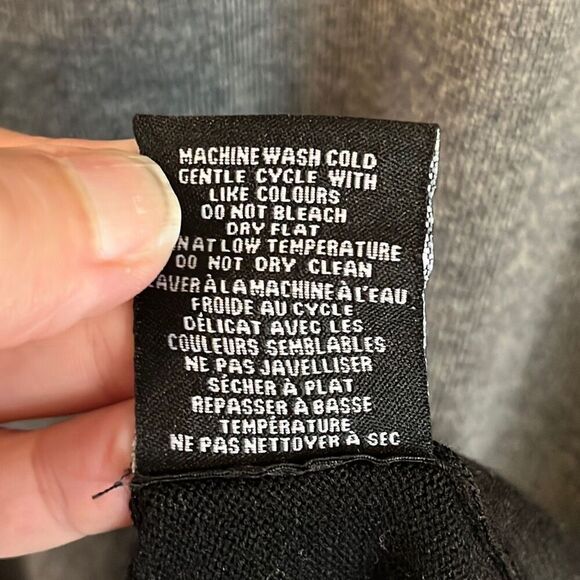 MACHINE WASH COLD
GENTLE CYCLE WITH
LIKE COLOURS
DO NOT BLEACH
DRY FLAT
AT LOW TEMPERATURE
DO NOT DRY CLEAN
À LA MACHINE À L'EAU
FROIDE AU CYCLE
DÉLICAT AVEC LES
COULEURS SEMBLABLES
NE PAS JAVELLISER
SÉCHER À PLAT
REPASSER À BASSE
TEMPÉRATURE
NE PAS NETTOYER À SEC